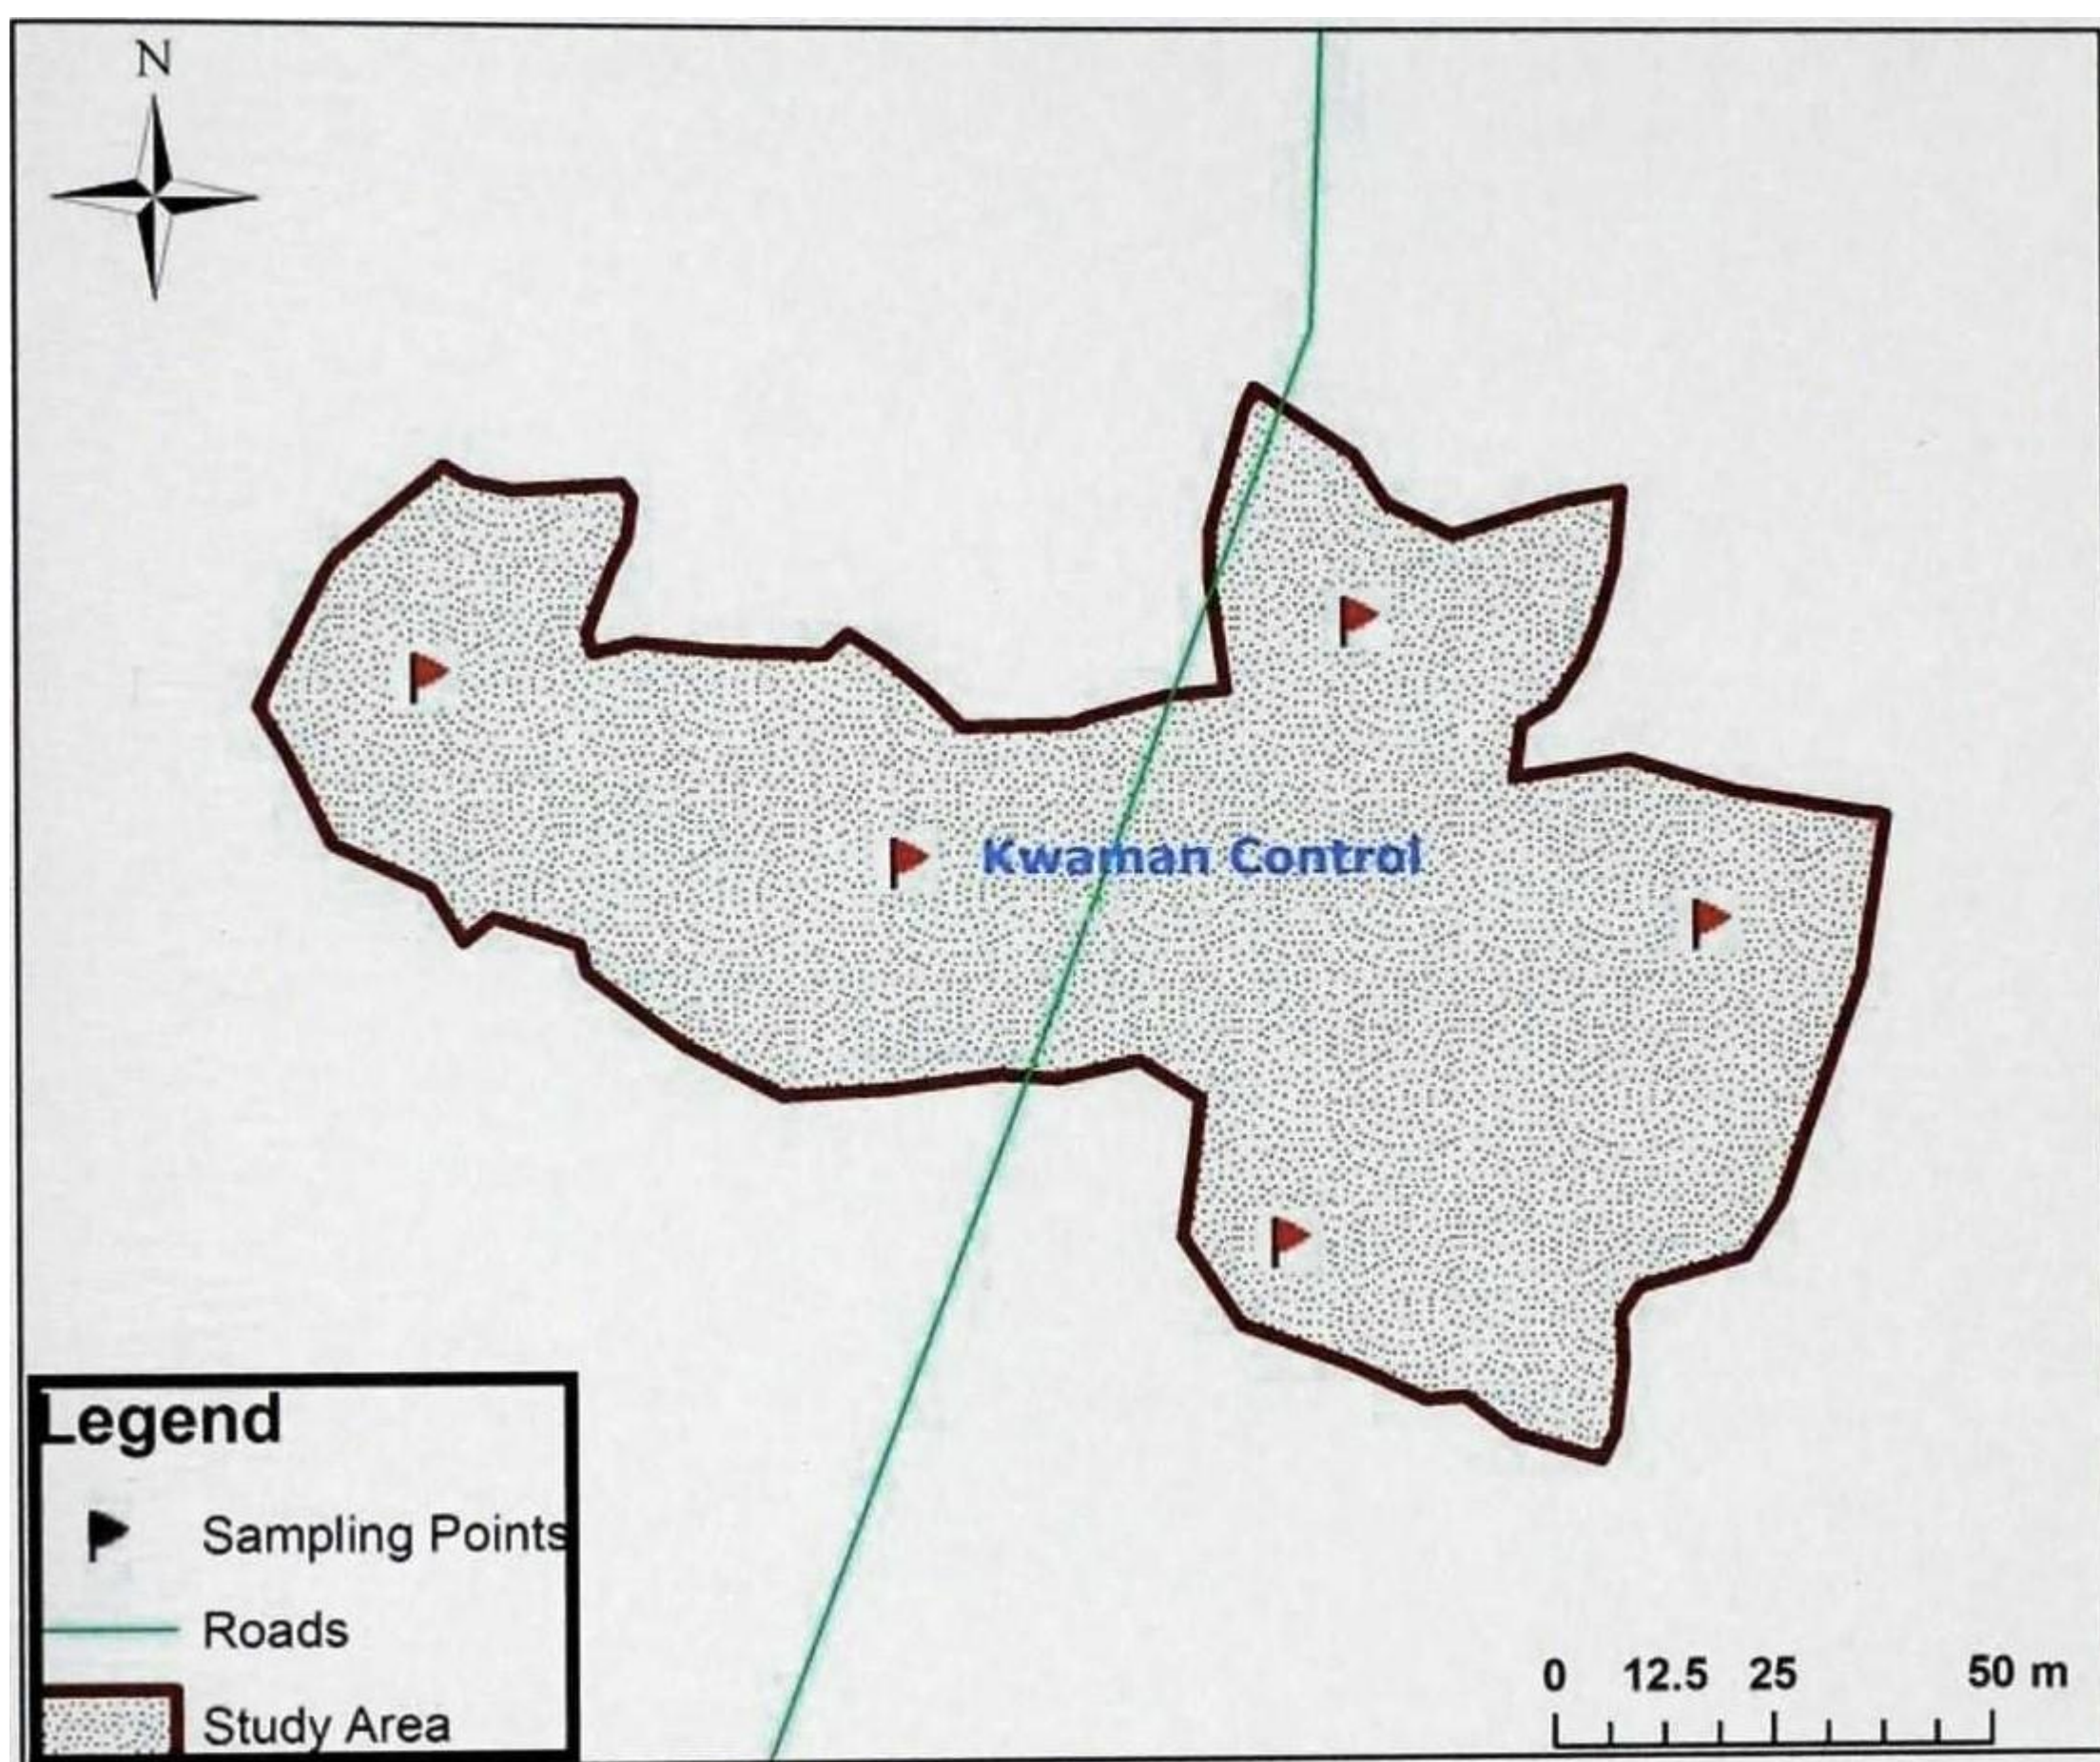 N
Kwaman Control
Legend
Sampling Points
Roads
Study Area
0 12.5 25 50 m